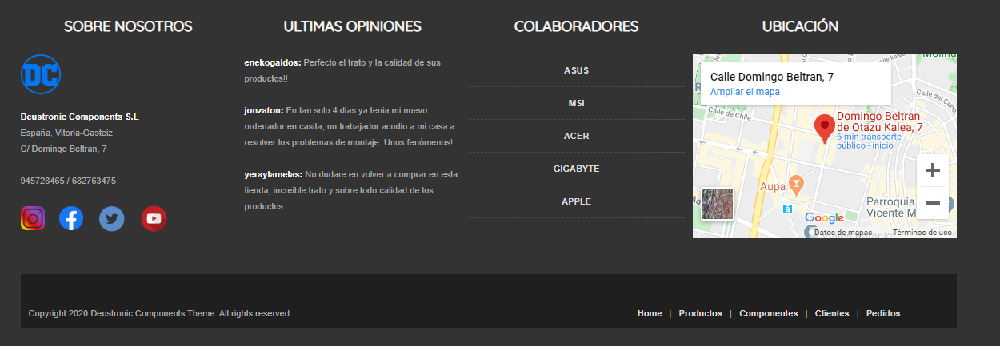 SOBRE NOSOTROS
DC
Deustronic Components S.L
España, Vitoria-Gasteiz
C/ Domingo Beltran, 7
945728465 / 682763475
ULTIMAS OPINIONES
enekogaldos: Perfecto el trato y la calidad de sus
productos!!
jonzaton: En tan solo 4 dias ya tenia mi nuevo
ordenador en casita, un trabajador acudio a mi casa a
resolver los problemas de montaje. Unos fenómenos!
yeraylamelas: No dudare en volver a comprar en esta
tienda, increible trato y sobre todo calidad de los
productos.
COLABORADORES
ASUS
MSI
ACER
GIGABYTE
APPLE
UBICACIÓN
Calle Domingo Beltran, 7
Ampliar el mapa
Calle de Chile
Calle del Cubo
Domingo Beltran
de Otazu Kalea, 7
6 min transporte
público - inicio
Aupa
Parroquia
Vicente M
Google
Datos de mapas
Términos de uso
Copyright 2020 Deustronic Components Theme. All rights reserved.
Home | Productos | Componentes | Clientes | Pedidos